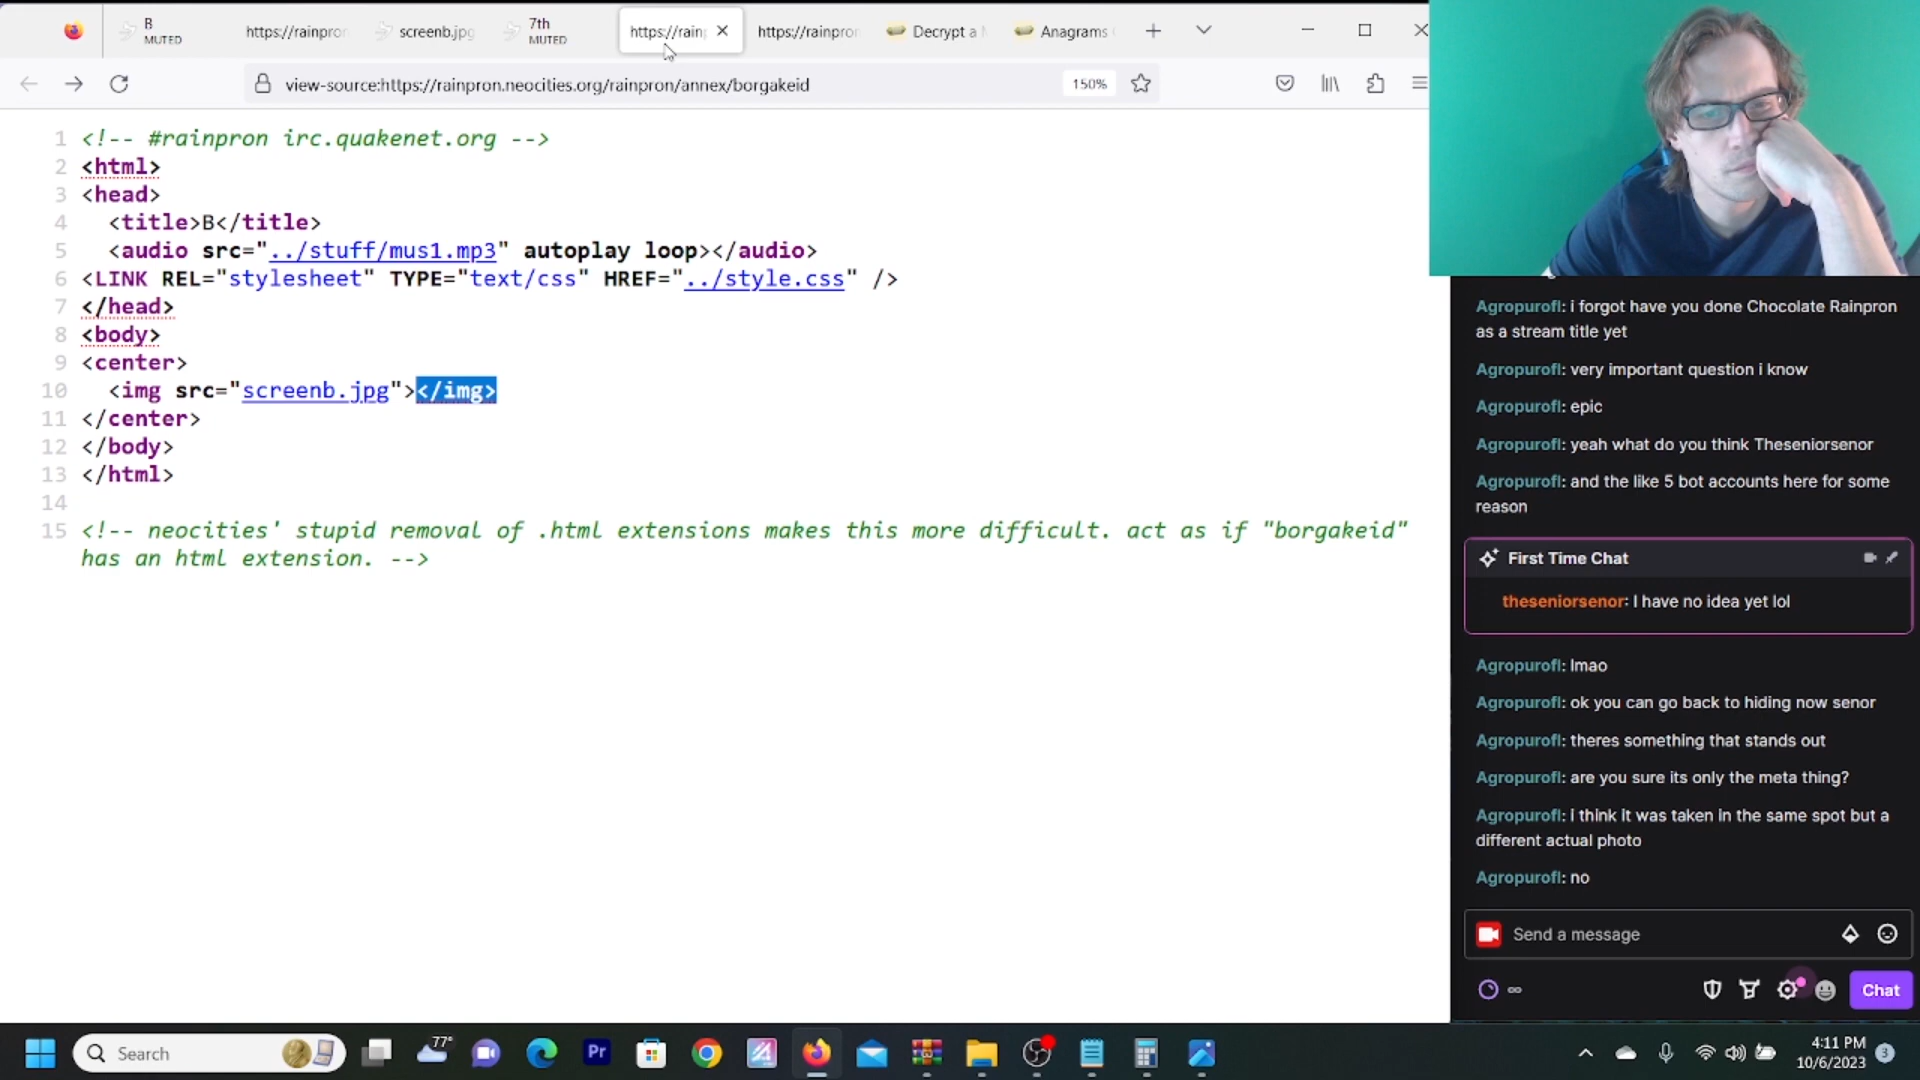 B
MUTED
https://rainpron
screenb.jpg
7th
MUTED
https://rainp
https://rainpron
Decrypt a
Anagrams
view-source:https://rainpron.neocities.org/rainpron/annex/borgakeid
150%
1 <!-- #rainpron irc.quakenet.org -->
2 <html>
3 <head>
4 <title>B</title>
5 <audio src="../stuff/mus1.mp3" autoplay loop></audio>
6 <LINK REL="stylesheet" TYPE="text/css" HREF="../style.css" />
7 </head>
8 <body>
9 <center>
10 <img src="screenb.jpg"></img>
11 </center>
12 </body>
13 </html>
14
15 <!-- neocities' stupid removal of .html extensions makes this more difficult. act as if "borgakeid"
has an html extension. -->
Agropurofl: i forgot have you done Chocolate Rainpron
as a stream title yet
Agropurofl: very important question i know
Agropurofl: epic
Agropurofl: yeah what do you think Theseniorsenor
Agropurofl: and the like 5 bot accounts here for some
reason
First Time Chat
theseniorsenor: I have no idea yet lol
Agropurofl: lmao
Agropurofl: ok you can go back to hiding now senor
Agropurofl: theres something that stands out
Agropurofl: are you sure its only the meta thing?
Agropurofl: i think it was taken in the same spot but a
different actual photo
Agropurofl: no
Send a message
Chat
Search
77°
Pr
4:11 PM
10/6/2023
3